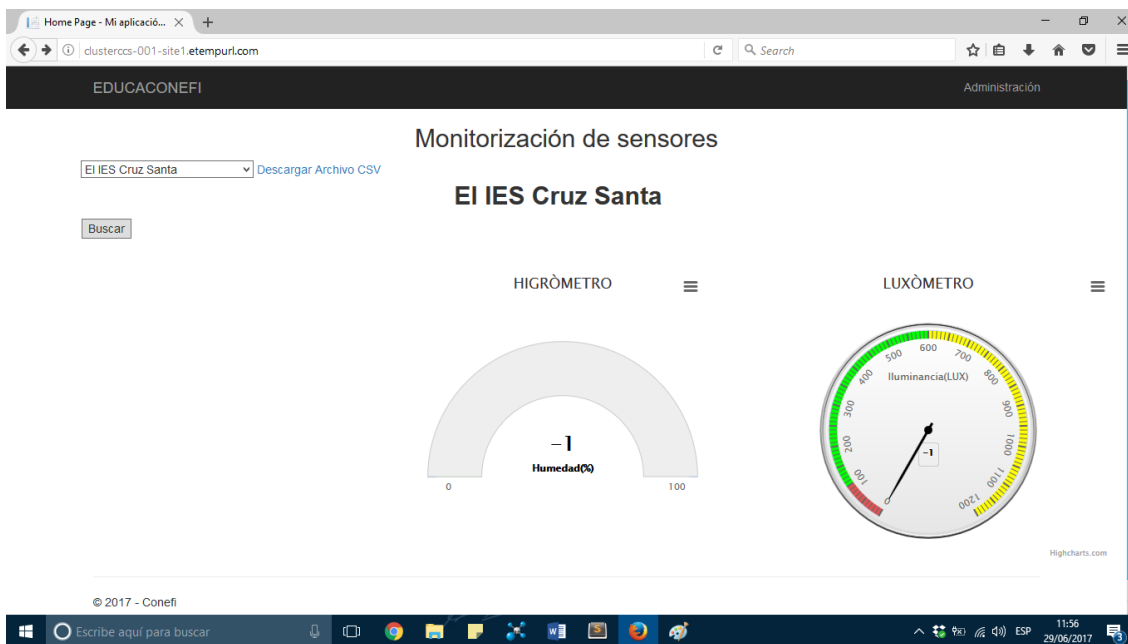 Home Page - Mi aplicació...
clusterccs-001-site1.etempurl.com
Search
EDUCACONEFI
Administración
Monitorización de sensores
El IES Cruz Santa
Descargar Archivo CSV
El IES Cruz Santa
Buscar
HIGRÒMETRO
LUXÒMETRO
-1
Humedad(%)
0
100
0
100
200
300
400
500
600
700
800
900
1000
1100
1200
Iluminancia(LUX)
-1
Highcharts.com
© 2017 - Conefi
Escribe aquí para buscar
ESP
11:56
29/06/2017
3